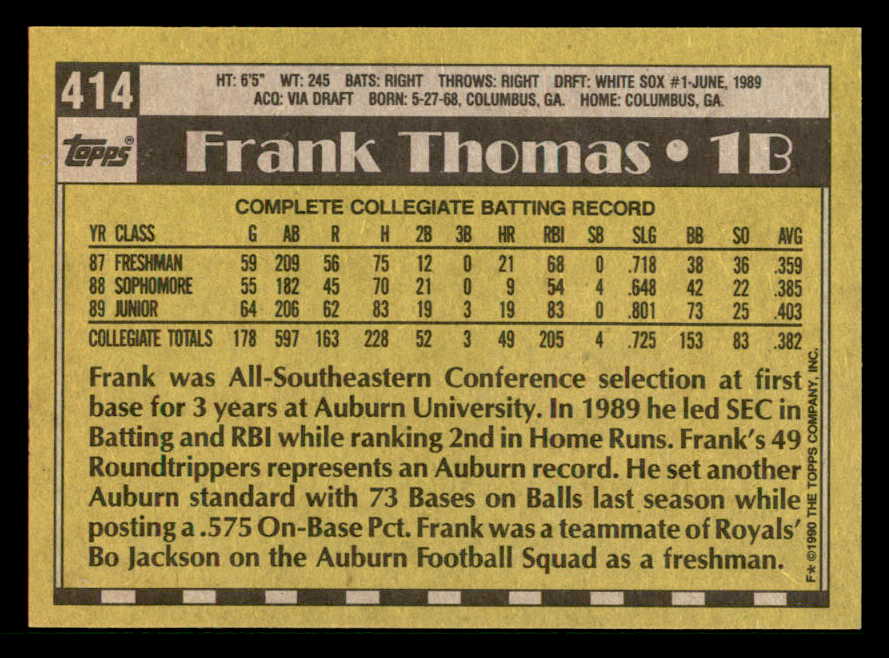 414
HT: 6'5" WT: 245 BATS: RIGHT THROWS: RIGHT DRFT: WHITE SOX #1-JUNE, 1989
ACQ: VIA DRAFT BORN: 5-27-68, COLUMBUS, GA. HOME: COLUMBUS, GA.
topps®
Frank Thomas • 1B
COMPLETE COLLEGIATE BATTING RECORD
YR CLASS G AB R H 2B 3B HR RBI SB SLG BB SO AVG
87 FRESHMAN 59 209 56 75 12 0 21 68 0 .718 38 36 .359
88 SOPHOMORE 55 182 45 70 21 0 9 54 4 .648 42 22 .385
89 JUNIOR 64 206 62 83 19 3 19 83 0 .801 73 25 .403
COLLEGIATE TOTALS 178 597 163 228 52 3 49 205 4 .725 153 83 .382
Frank was All-Southeastern Conference selection at first
base for 3 years at Auburn University. In 1989 he led SEC in
Batting and RBI while ranking 2nd in Home Runs. Frank's 49
Roundtrippers represents an Auburn record. He set another
Auburn standard with 73 Bases on Balls last season while
posting a .575 On-Base Pct. Frank was a teammate of Royals'
Bo Jackson on the Auburn Football Squad as a freshman.
F* ©1990 THE TOPPS COMPANY, INC.